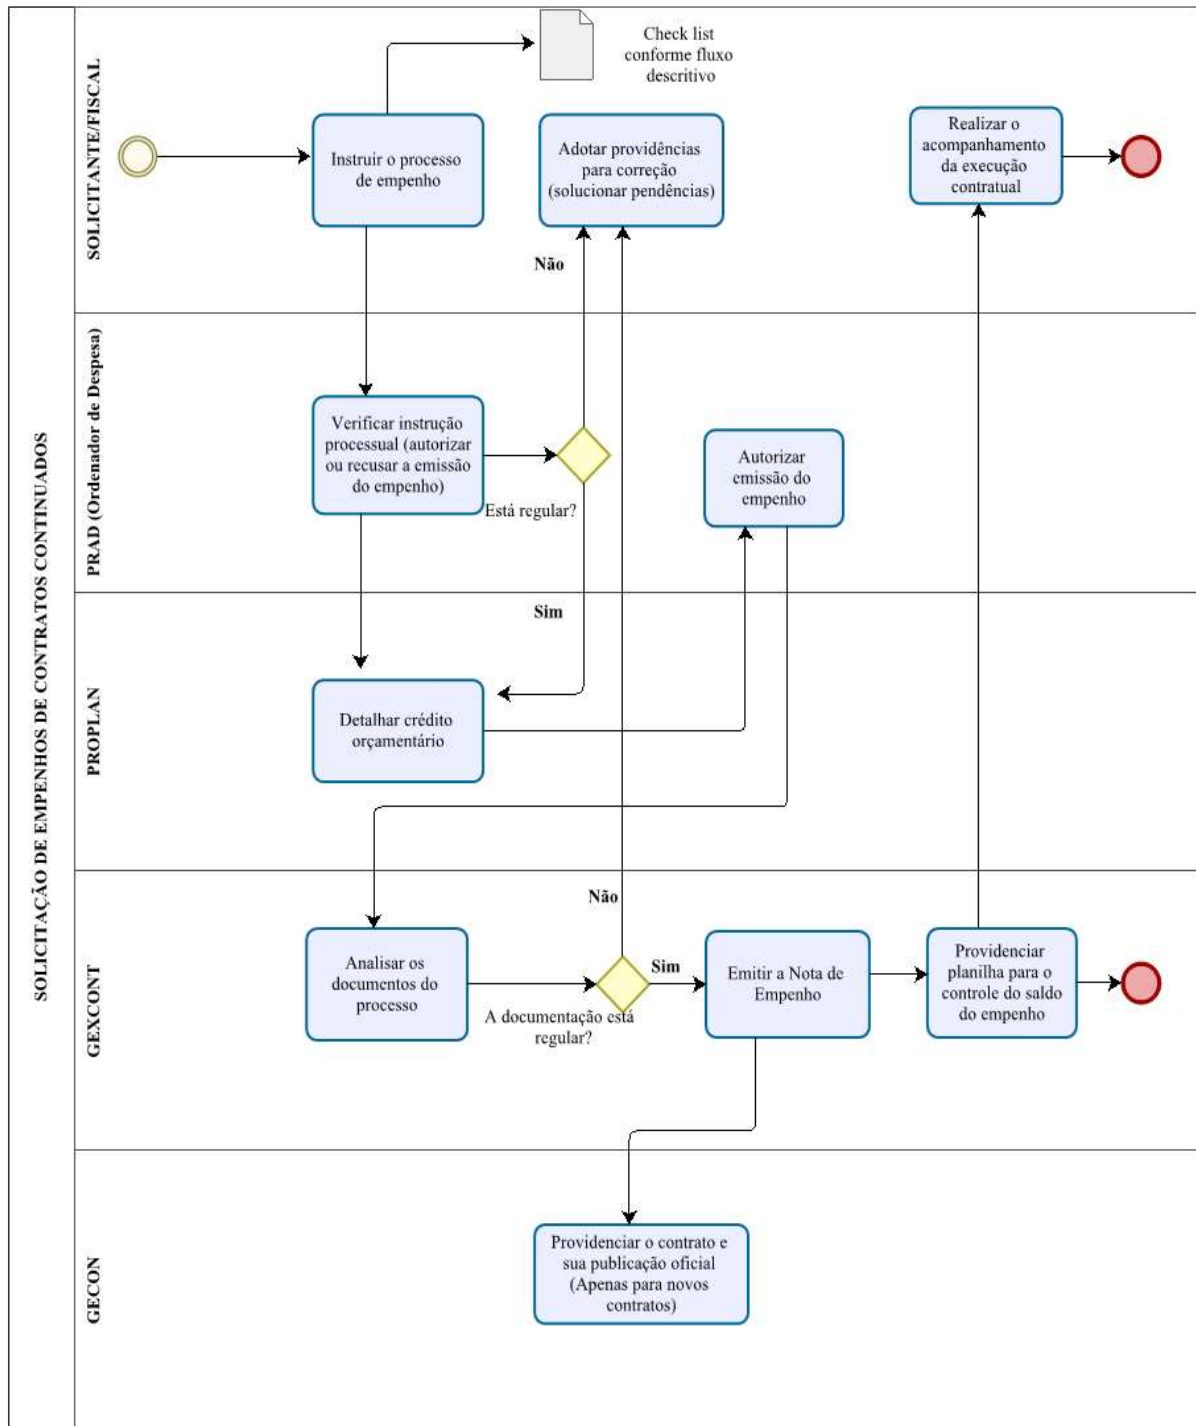 SOLICITAÇÃO DE EMPENHOS DE CONTRATOS CONTINUADOS
SOLICITANTE/FISCAL
Check list
conforme fluxo
descritivo
Instruir o processo
de empenho
Adotar providências
para correção
(solucionar pendências)
Realizar o
acompanhamento
da execução
contratual
Não
PRAD (Ordenador de Despesa)
Verificar instrução
processual (autorizar
ou recusar a emissão
do empenho)
Está regular?
Autorizar
emissão do
empenho
PROPLAN
Sim
Detalhar crédito
orçamentário
GEXCONT
Não
Analisar os
documentos do
processo
A documentação está
regular?
Sim
Emitir a Nota de
Empenho
Providenciar
planilha para o
controle do saldo
do empenho
GECON
Providenciar o contrato e
sua publicação oficial
(Apenas para novos
contratos)